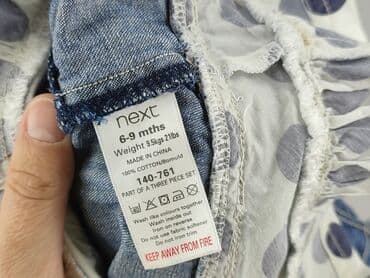 next
6-9 mths
Weight 9.5kgs 21lbs
MADE IN CHINA
100% COTTON/Bomull
140-761
PART OF A THREE PIECE SET
Wash like colours together
Wash inside out
Iron on reverse
Do not use fabric softener
Do not iron trim
KEEP AWAY FROM FIRE